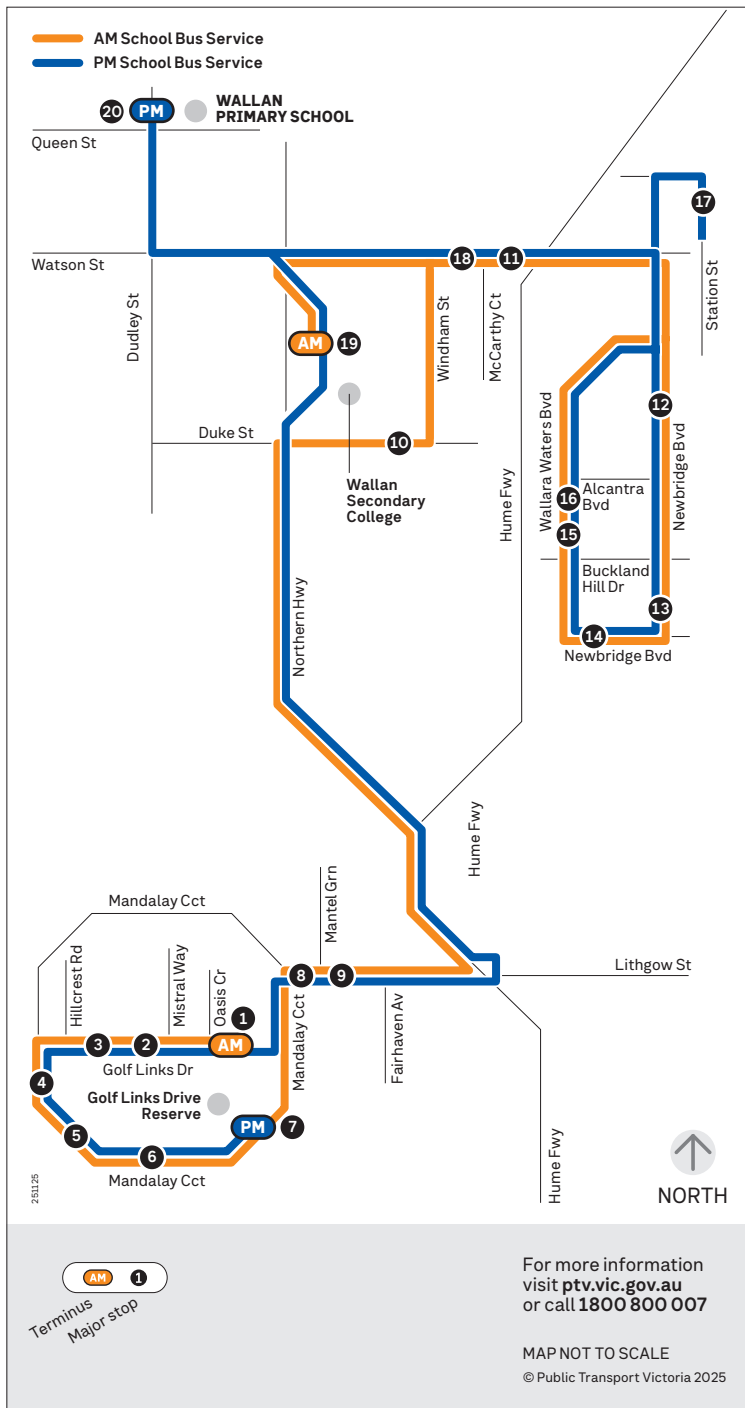 AM School Bus Service
PM School Bus Service
20
PM
WALLAN
PRIMARY SCHOOL
Queen St
17
Watson St
18
11
Dudley St
Windham St
McCarthy Ct
Station St
AM
19
12
Duke St
10
Wallan
Secondary
College
Hume Fwy
Wallara Waters Bvd
Newbridge Bvd
16
Alcantra
Bvd
15
Buckland
Hill Dr
13
14
Newbridge Bvd
Northern Hwy
Hume Fwy
Mandalay Cct
Mantel Grn
Lithgow St
8
9
Hillcrest Rd
Mistral Way
Oasis Cr
1
Mandalay Cct
Fairhaven Av
3
2
AM
Golf Links Dr
4
Golf Links Drive
Reserve
PM
7
5
6
Mandalay Cct
Hume Fwy
251125
NORTH
AM
1
Terminus
Major stop
For more information
visit ptv.vic.gov.au
or call 1800 800 007
MAP NOT TO SCALE
© Public Transport Victoria 2025